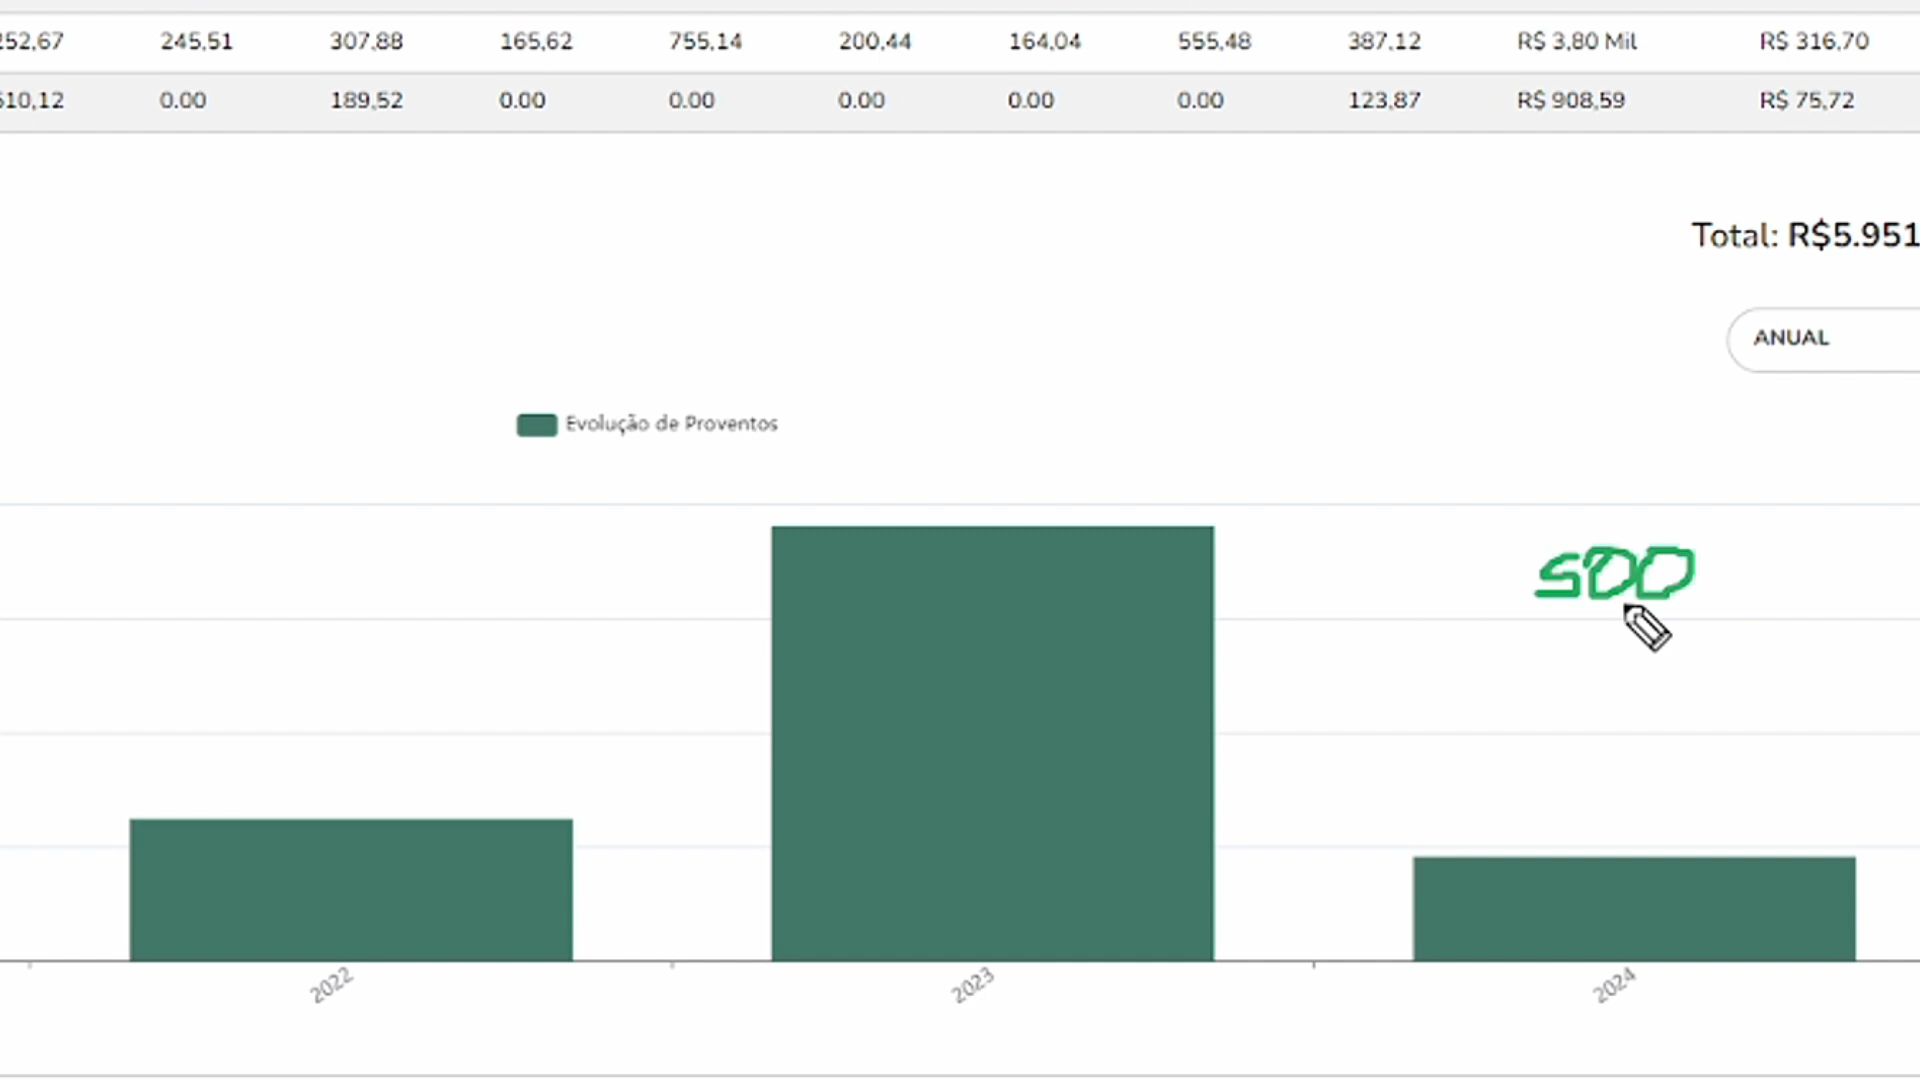 252,67 245,51 307,88 165,62 755,14 200,44 164,04 555,48 387,12 R$ 3,80 Mil R$ 316,70
510,12 0.00 189,52 0.00 0.00 0.00 0.00 0.00 123,87 R$ 908,59 R$ 75,72
Total: R$5.951
ANUAL
Evolução de Proventos
500
2022 2023 2024